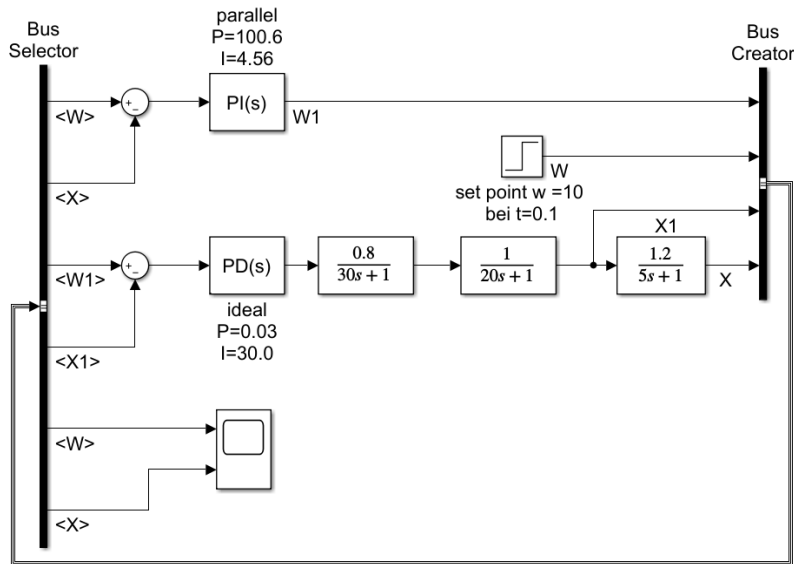 Bus
Selector
parallel
P=100.6
I=4.56
Bus
Creator
<W>
+
−
PI(s)
W1
<X>
W
set point w =10
bei t=0.1
<W1>
+
−
PD(s)
0.8
30s + 1
1
20s + 1
X1
1.2
5s + 1
X
<X1>
ideal
P=0.03
I=30.0
<W>
<X>